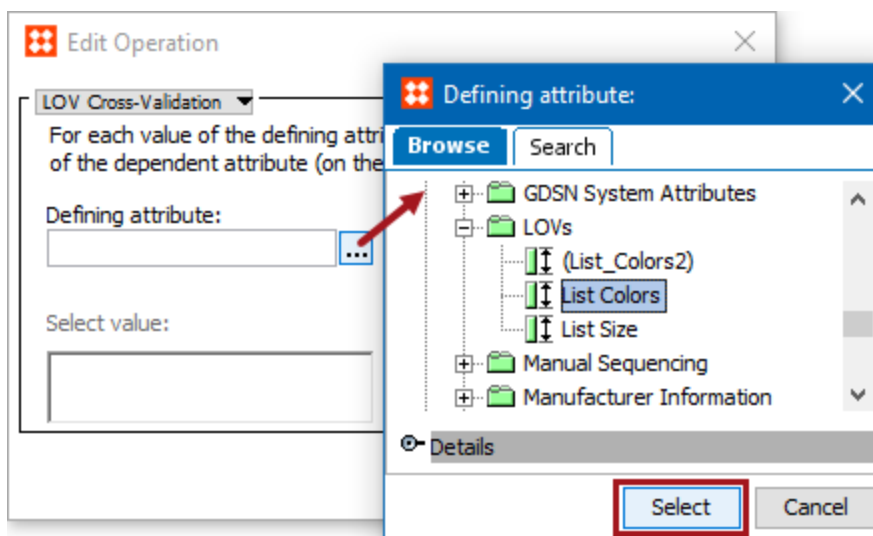 Edit Operation
LOV Cross-Validation
For each value of the defining attri
of the dependent attribute (on the
Defining attribute:
...
Select value:
Defining attribute:
Browse
Search
GDSN System Attributes
LOVs
(List_Colors2)
List Colors
List Size
Manual Sequencing
Manufacturer Information
Details
Select
Cancel